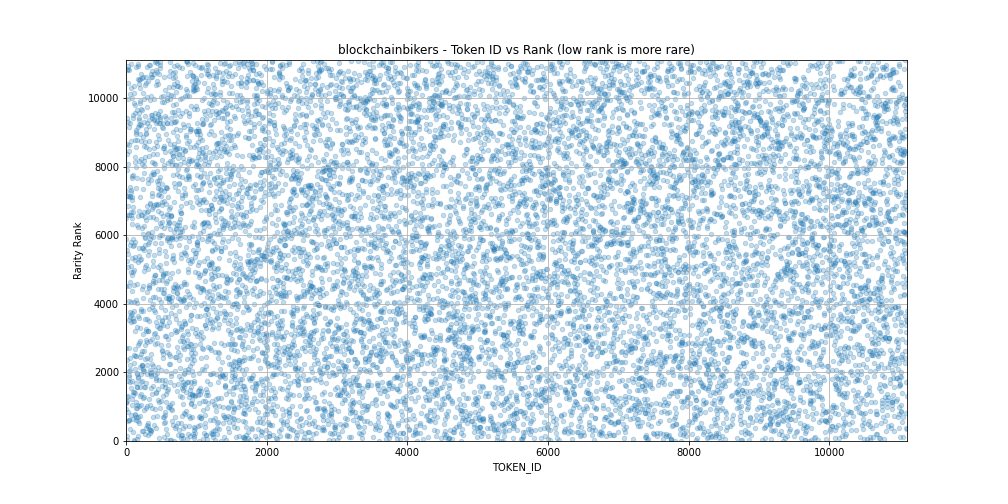 blockchainbikers - Token ID vs Rank (low rank is more rare)
Rarity Rank
10000
8000
6000
4000
2000
0
0 2000 4000 6000 8000 10000
TOKEN_ID